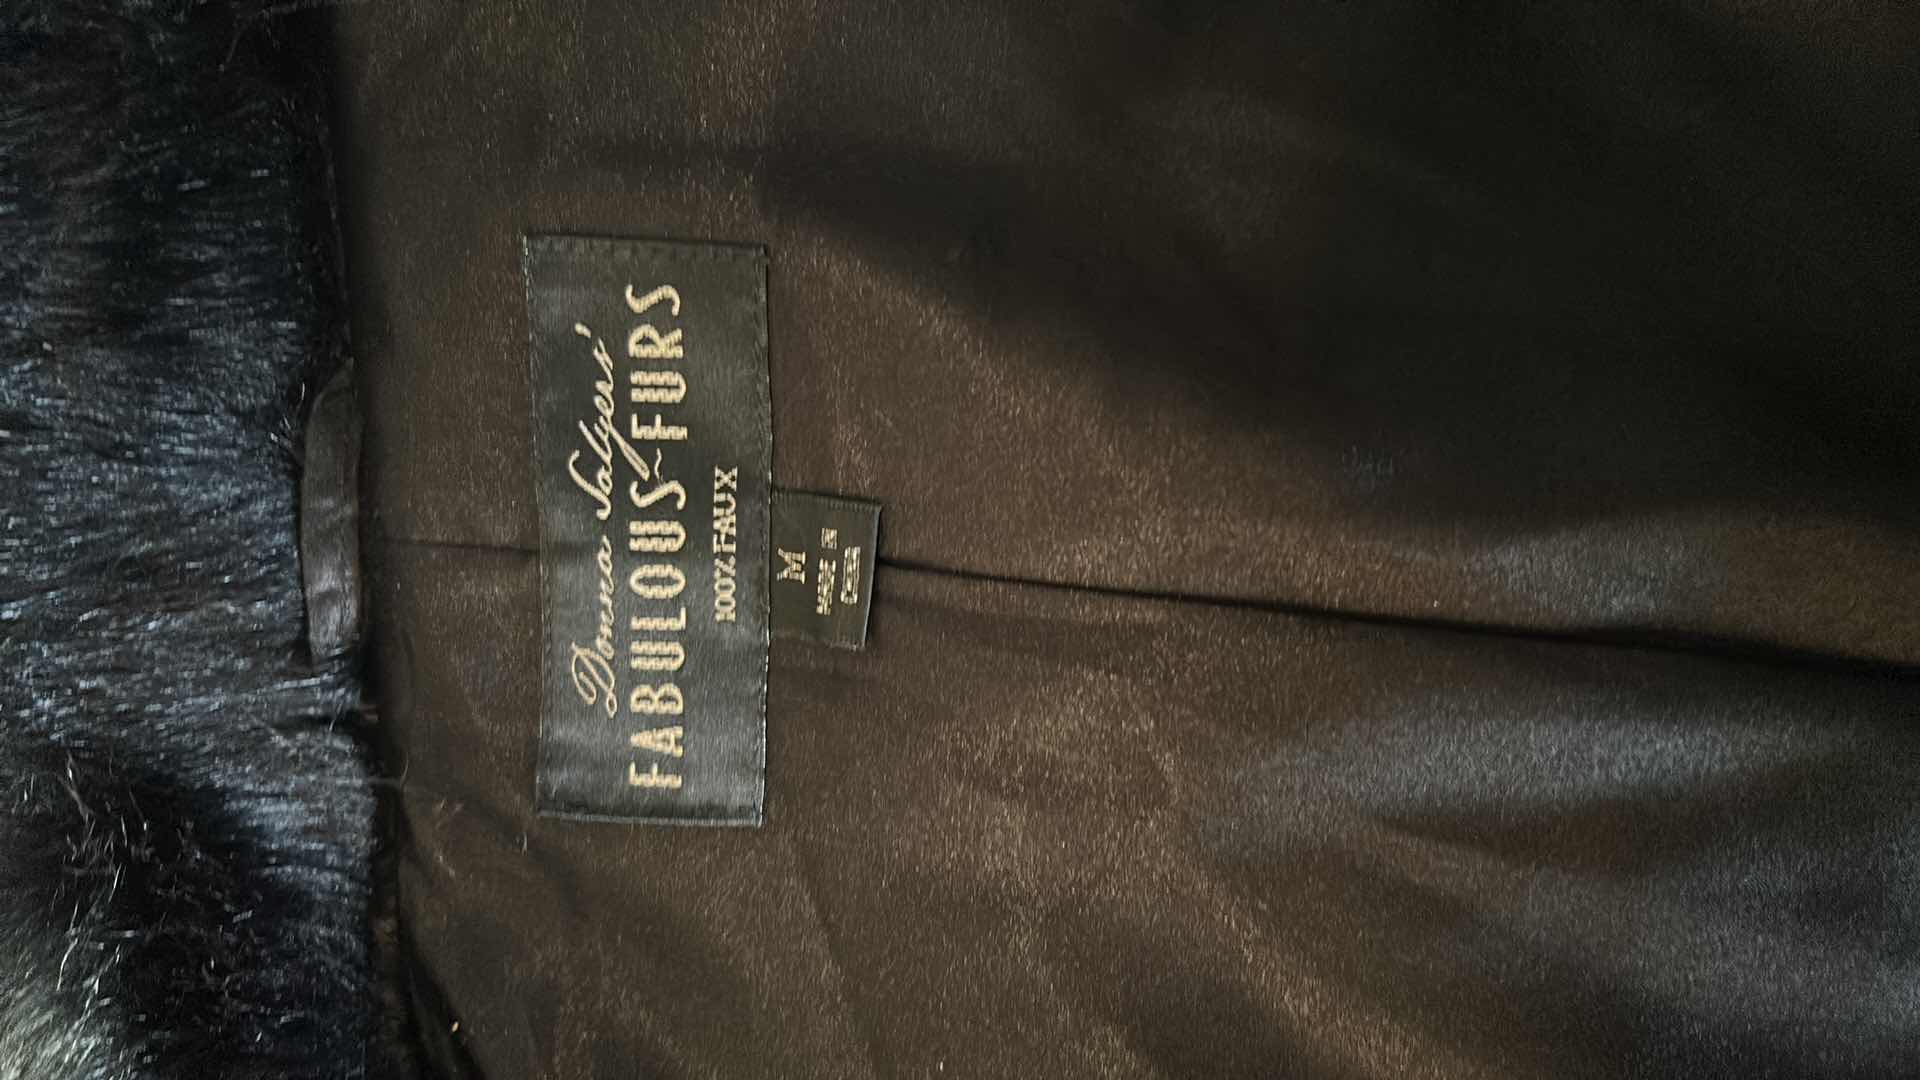 Donna Salyers'
FABULOUS~FURS
100% FAUX
M
MADE IN
CHINA